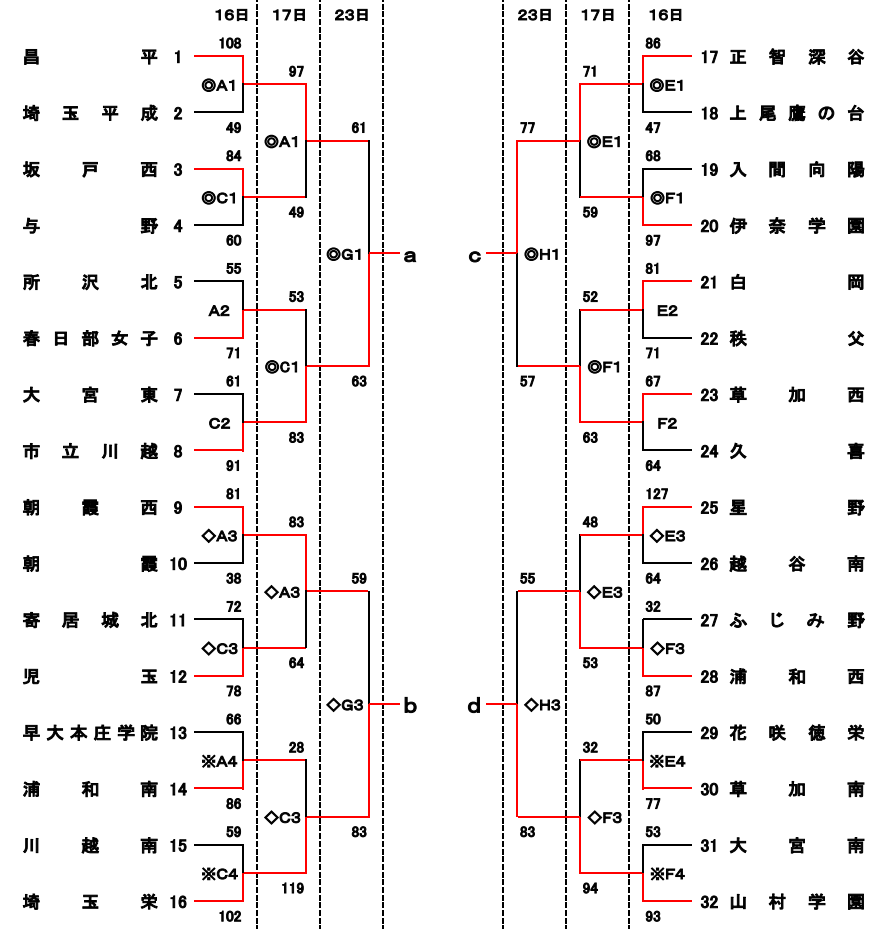 16日 17日 23日 23日 17日 16日
108 86
昌平 1 17 正智深谷
97 71
◎A1 ◎E1
埼玉平成 2 18 上尾鷹の台
49 61 77 47
◎A1 ◎E1
84 68
坂戸西 3 19 入間向陽
◎C1 ◎F1
49 59
与野 4 20 伊奈学園
60 97
◎G1 a c ◎H1
55 81
所沢北 5 21 白岡
53 52
A2 E2
春日部女子 6 22 秩父
71 71
◎C1 ◎F1
61 63 57 67
大宮東 7 23 草加西
C2 F2
83 63
市立川越 8 24 久喜
91 64
81 127
朝霞西 9 25 星野
83 48
◇A3 ◇E3
朝霞 10 26 越谷南
38 59 55 64
◇A3 ◇E3
72 32
寄居城北 11 27 ふじみ野
◇C3 ◇F3
64 53
児玉 12 28 浦和西
78 87
◇G3 b d ◇H3
66 50
早大本庄学院 13 29 花咲徳栄
28 32
※A4 ※E4
浦和南 14 30 草加南
86 77
◇C3 ◇F3
59 83 83 53
川越南 15 31 大宮南
※C4 ※F4
119 94
埼玉栄 16 32 山村学園
102 93